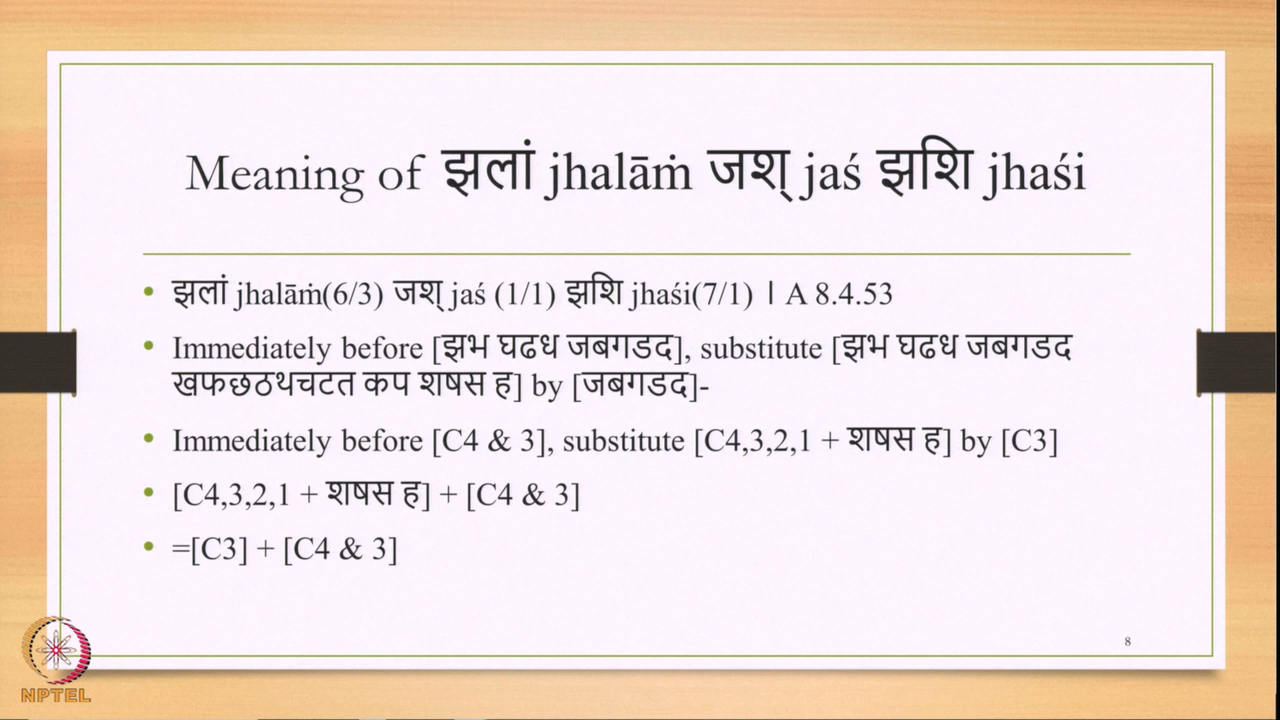 Meaning of झलां jhalāṁ जश् jaś झशि jhaśi
• झलां jhalāṁ(6/3) जश् jaś (1/1) झशि jhaśi(7/1) । A 8.4.53
• Immediately before [झभ घढध जबगडद], substitute [झभ घढध जबगडद
खफछठथचटत कप शषस ह] by [जबगडद]-
• Immediately before [C4 & 3], substitute [C4,3,2,1 + शषस ह] by [C3]
• [C4,3,2,1 + शषस ह] + [C4 & 3]
• =[C3] + [C4 & 3]
8
NPTEL